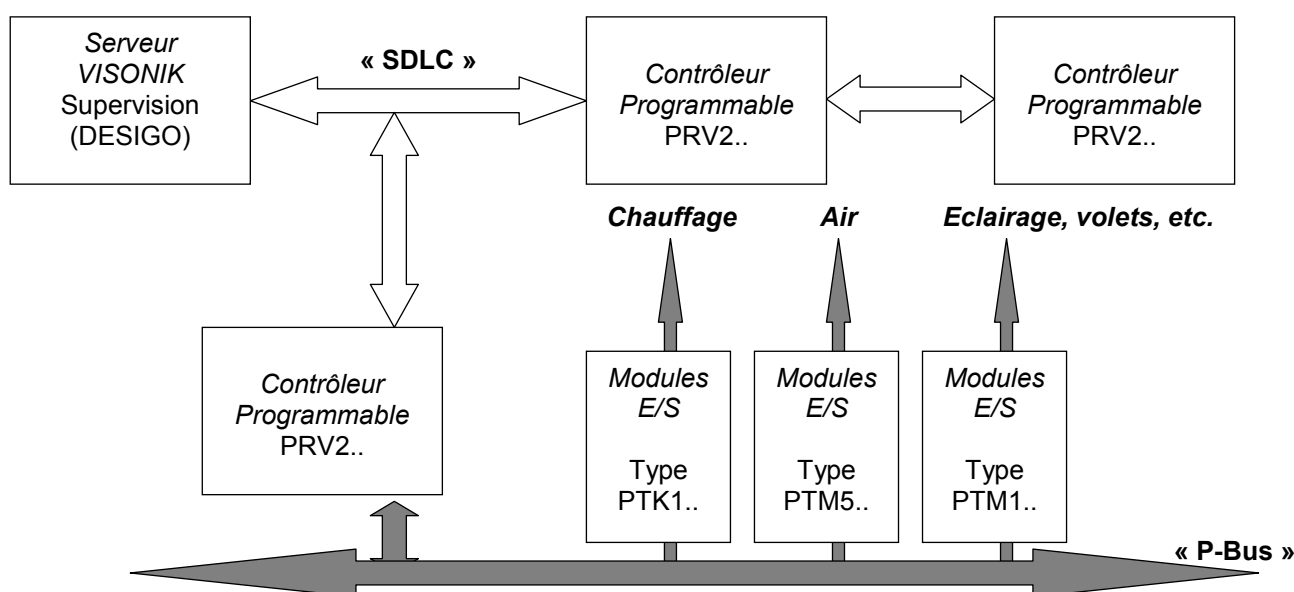 Serveur
VISONIK
Supervision
(DESIGO)
« SDLC »
Contrôleur
Programmable
PRV2..
Contrôleur
Programmable
PRV2..
Chauffage
Air
Eclairage, volets, etc.
Contrôleur
Programmable
PRV2..
Modules
E/S
Type
PTK1..
Modules
E/S
Type
PTM5..
Modules
E/S
Type
PTM1..
« P-Bus »